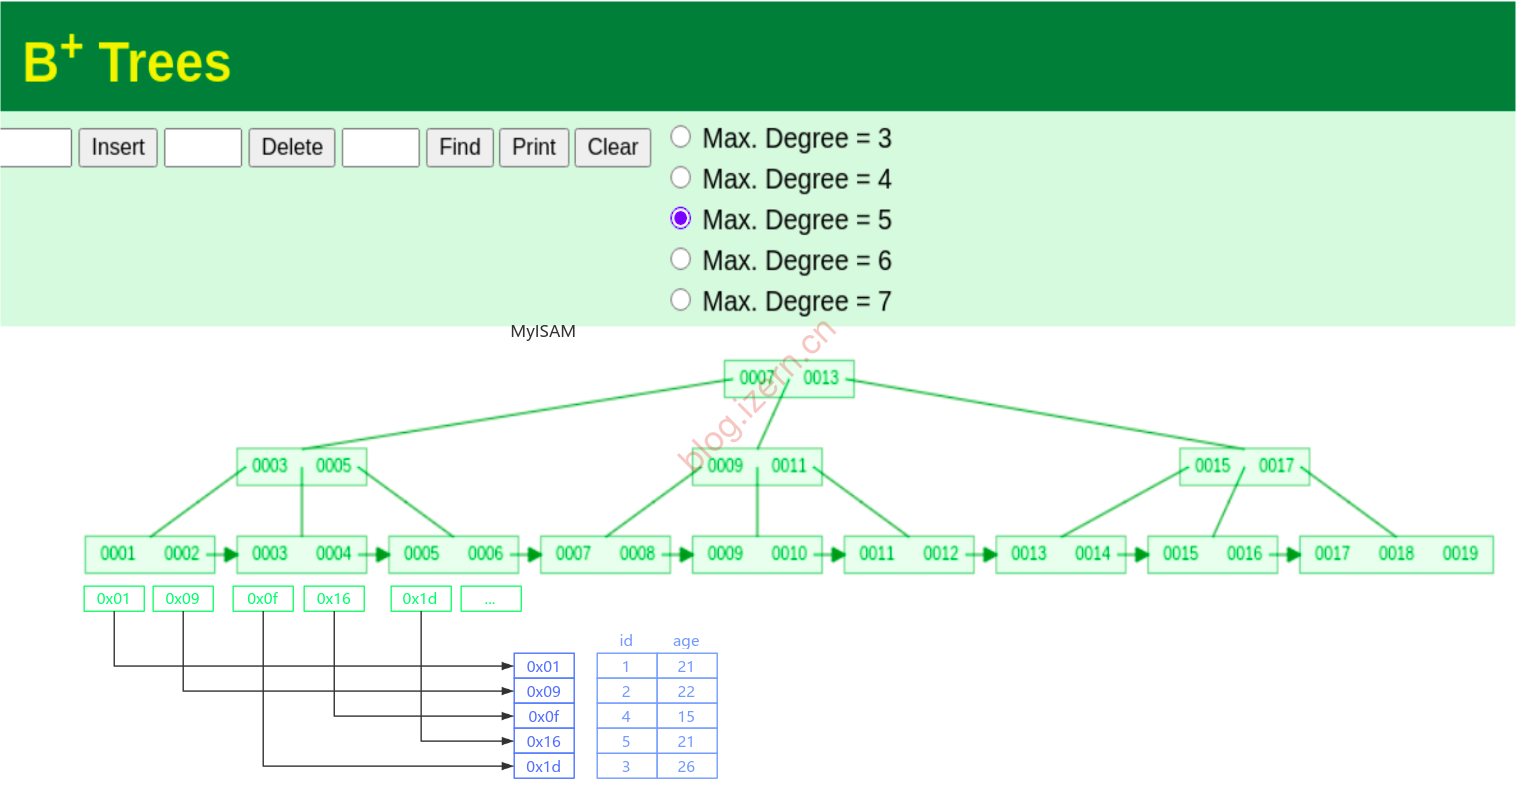 B+ Trees
Insert Delete Find Print Clear
Max. Degree = 3
Max. Degree = 4
Max. Degree = 5
Max. Degree = 6
Max. Degree = 7
MyISAM
blog.izern.cn
0007 0013
0003 0005 0009 0011 0015 0017
0001 0002 0003 0004 0005 0006 0007 0008 0009 0010 0011 0012 0013 0014 0015 0016 0017 0018 0019
0x01 0x09 0x0f 0x16 0x1d ...
id age
0x01 1 21
0x09 2 22
0x0f 4 15
0x16 5 21
0x1d 3 26